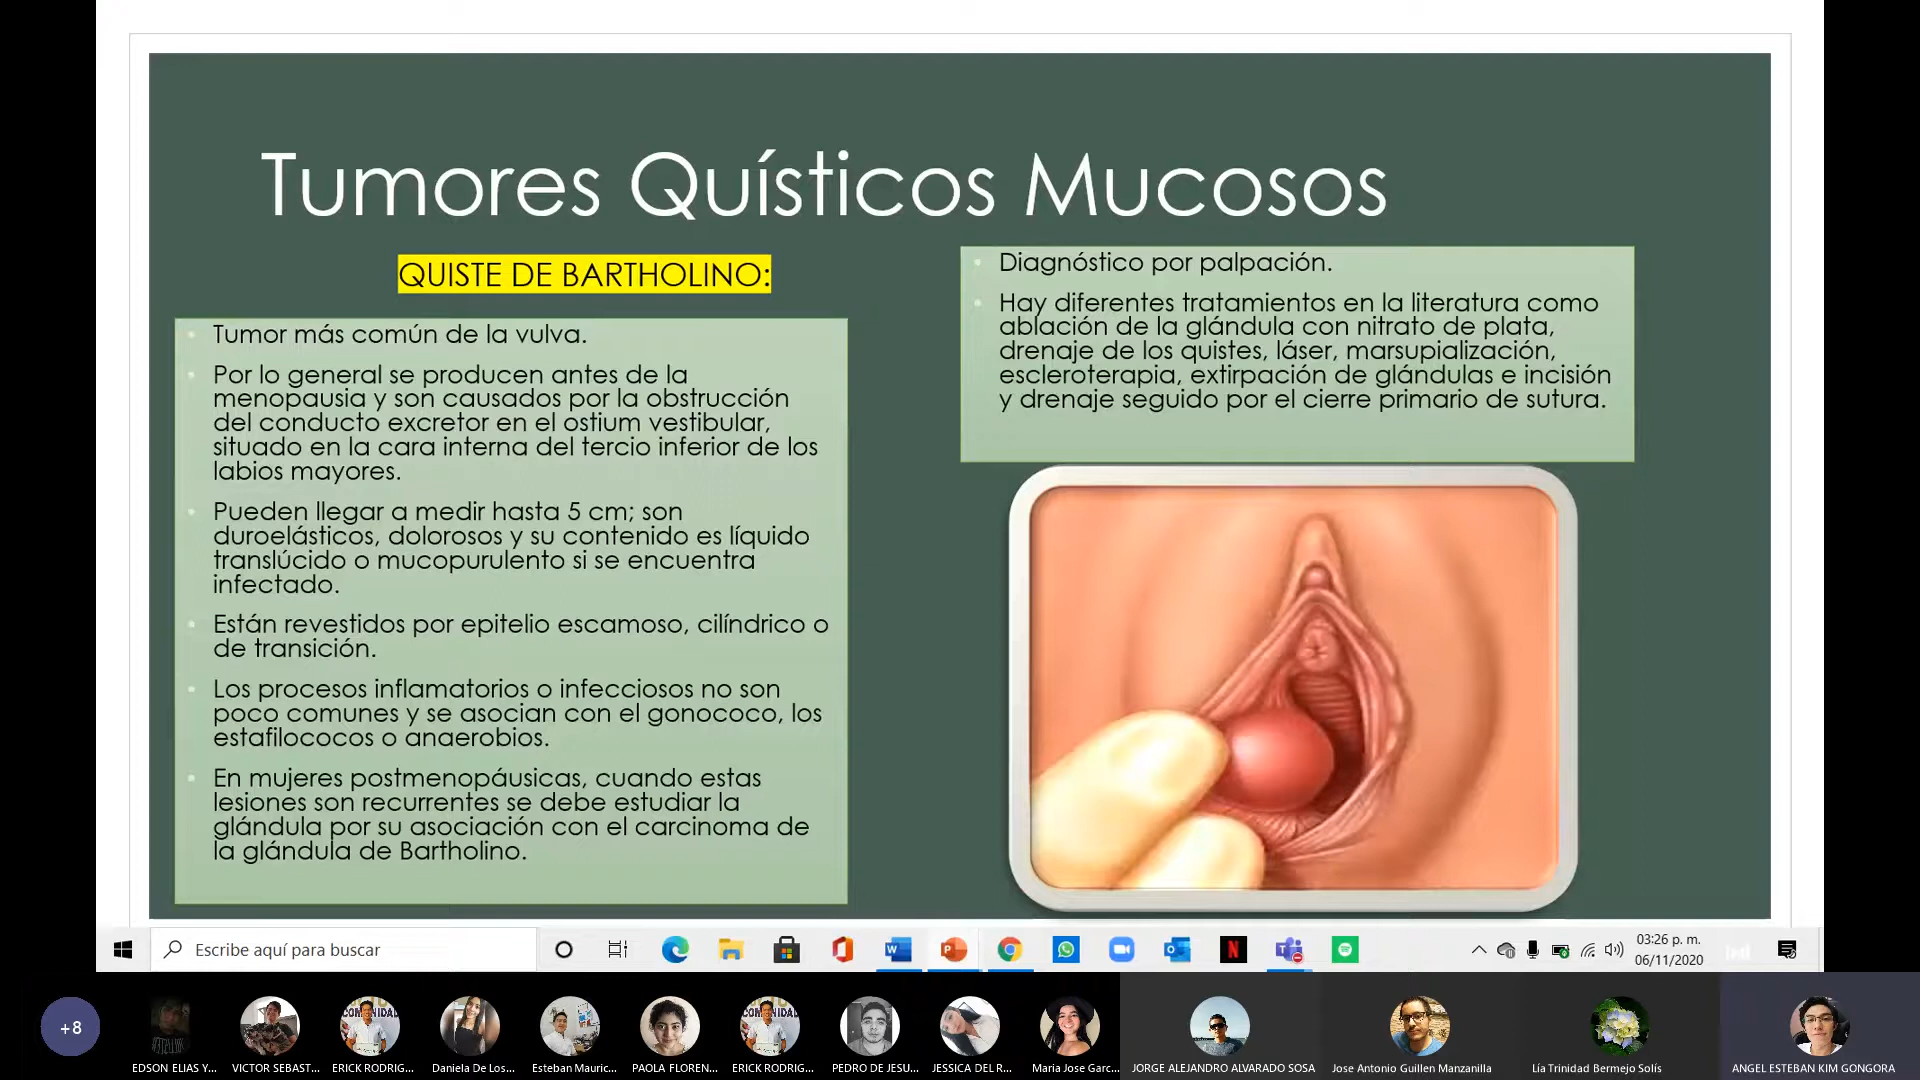 Tumores Quísticos Mucosos
QUISTE DE BARTHOLINO:
Tumor más común de la vulva.
Por lo general se producen antes de la
menopausia y son causados por la obstrucción
del conducto excretor en el ostium vestibular,
situado en la cara interna del tercio inferior de los
labios mayores.
Pueden llegar a medir hasta 5 cm; son
duroelásticos, dolorosos y su contenido es líquido
translúcido o mucopurulento si se encuentra
infectado.
Están revestidos por epitelio escamoso, cilíndrico o
de transición.
Los procesos inflamatorios o infecciosos no son
poco comunes y se asocian con el gonococo, los
estafilococos o anaerobios.
En mujeres postmenopáusicas, cuando estas
lesiones son recurrentes se debe estudiar la
glándula por su asociación con el carcinoma de
la glándula de Bartholino.
Diagnóstico por palpación.
Hay diferentes tratamientos en la literatura como
ablación de la glándula con nitrato de plata,
drenaje de los quistes, láser, marsupialización,
escleroterapia, extirpación de glándulas e incisión
y drenaje seguido por el cierre primario de sutura.
Escribe aquí para buscar
03:26 p. m.
06/11/2020
+8
EDSON ELIAS Y...
VICTOR SEBAST...
ERICK RODRIG...
Daniela De Los...
Esteban Mauric...
PAOLA FLOREN...
ERICK RODRIG...
PEDRO DE JESU...
JESSICA DEL R...
Maria Jose Garc...
JORGE ALEJANDRO ALVARADO SOSA
Jose Antonio Guillen Manzanilla
Lía Trinidad Bermejo Solís
ANGEL ESTEBAN KIM GONGORA